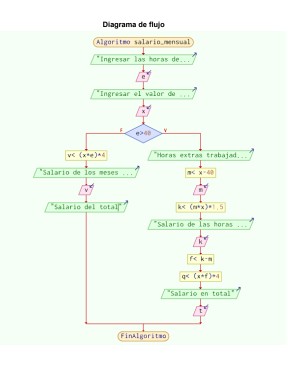 Diagrama de flujo
Algoritmo salario_mensual
"Ingresar las horas de...
e
"Ingresar el valor de ...
x
F
e>40
V
v< (x*e)*4
"Horas extras trabajad...
"Salario de los meses ...
m< x-40
v
m
"Salario del total"
k< (m*x)*1.5
"Salario de las horas ...
k
f< k-m
q< (x*f)*4
"Salario en total"
t
FinAlgoritmo